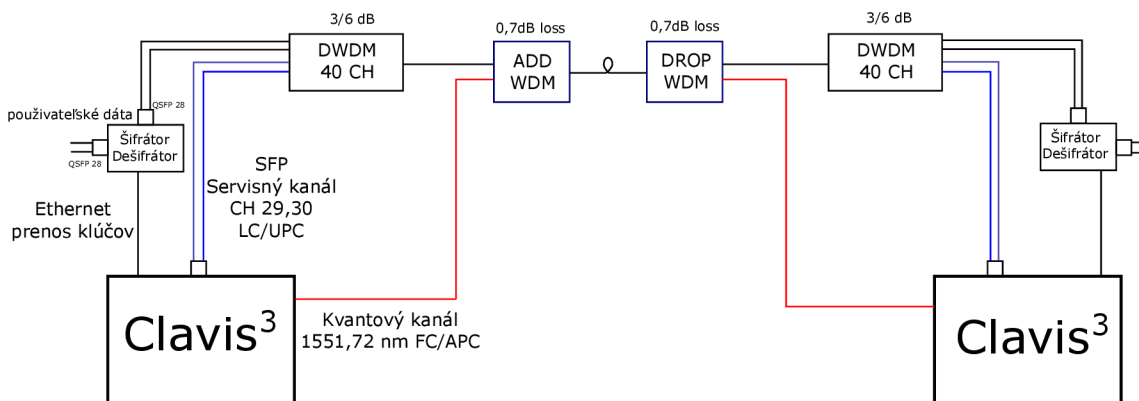 3/6 dB
DWDM
40 CH
0,7dB loss
ADD
WDM
0,7dB loss
DROP
WDM
3/6 dB
DWDM
40 CH
QSFP 28
použivateľské dáta
Šifrátor
Dešifrátor
QSFP 28
Šifrátor
Dešifrátor
SFP
Servisný kanál
CH 29,30
LC/UPC
Ethernet
prenos klúčov
Clavis3
Kvantový kanál
1551,72 nm FC/APC
Clavis3